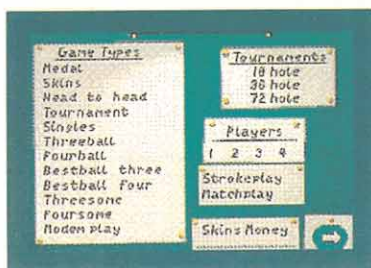 Game Types
Medal
Skins
Head to head
Tournament
Singles
Threeball
Fourball
Bestball three
Bestball four
Threesome
Foursome
Modem play
Tournaments
18 hole
36 hole
72 hole
Players
1 2 3 4
Strokeplay
Matchplay
Skins Money